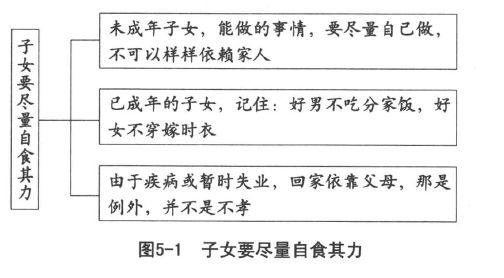 子女要尽量自食其力
未成年子女，能做的事情，要尽量自己做，
不可以样样依赖家人
已成年的子女，记住：好男不吃分家饭，好
女不穿嫁时衣
由于疾病或暂时失业，回家依靠父母，那是
例外，并不是不孝
图5-1 子女要尽量自食其力